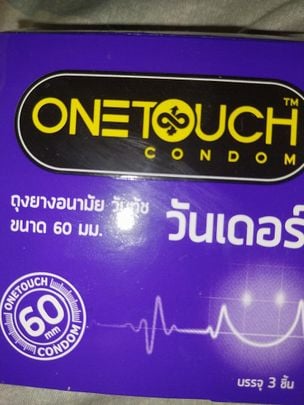 ONETOUCH™
CONDOM
ถุงยางอนามัย วันทัช
ขนาด 60 มม.
วันเดอร์
ONETOUCH
60
mm
CONDOM
บรรจุ 3 ชิ้น